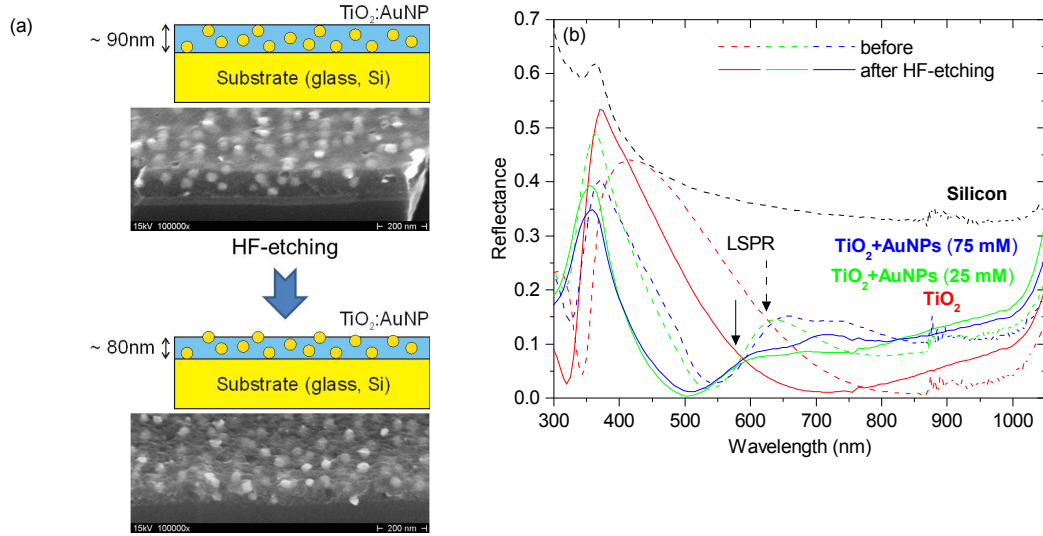 (a)
TiO₂:AuNP
~ 90nm
Substrate (glass, Si)
15kV 100000x
200 nm
HF-etching
TiO₂:AuNP
~ 80nm
Substrate (glass, Si)
15kV 100000x
200 nm
(b)
before
after HF-etching
LSPR
Silicon
TiO₂+AuNPs (75 mM)
TiO₂+AuNPs (25 mM)
TiO₂
Reflectance
0.7
0.6
0.5
0.4
0.3
0.2
0.1
0.0
300 400 500 600 700 800 900 1000
Wavelength (nm)